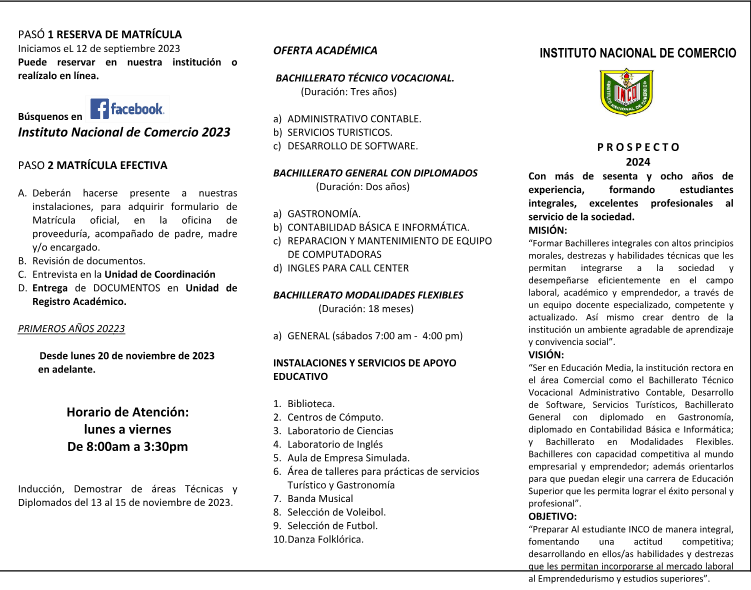 PASÓ 1 RESERVA DE MATRÍCULA
Iniciamos eL 12 de septiembre 2023
Puede reservar en nuestra institución o
realízalo en línea.
Búsquenos en facebook
Instituto Nacional de Comercio 2023
PASO 2 MATRÍCULA EFECTIVA
A. Deberán hacerse presente a nuestras
instalaciones, para adquirir formulario de
Matrícula oficial, en la oficina de
proveeduría, acompañado de padre, madre
y/o encargado.
B. Revisión de documentos.
C. Entrevista en la Unidad de Coordinación
D. Entrega de DOCUMENTOS en Unidad de
Registro Académico.
PRIMEROS AÑOS 20223
Desde lunes 20 de noviembre de 2023
en adelante.
Horario de Atención:
lunes a viernes
De 8:00am a 3:30pm
Inducción, Demostrar de áreas Técnicas y
Diplomados del 13 al 15 de noviembre de 2023.
OFERTA ACADÉMICA
BACHILLERATO TÉCNICO VOCACIONAL.
(Duración: Tres años)
a) ADMINISTRATIVO CONTABLE.
b) SERVICIOS TURISTICOS.
c) DESARROLLO DE SOFTWARE.
BACHILLERATO GENERAL CON DIPLOMADOS
(Duración: Dos años)
a) GASTRONOMÍA.
b) CONTABILIDAD BÁSICA E INFORMÁTICA.
c) REPARACION Y MANTENIMIENTO DE EQUIPO
DE COMPUTADORAS
d) INGLES PARA CALL CENTER
BACHILLERATO MODALIDADES FLEXIBLES
(Duración: 18 meses)
a) GENERAL (sábados 7:00 am - 4:00 pm)
INSTALACIONES Y SERVICIOS DE APOYO
EDUCATIVO
1. Biblioteca.
2. Centros de Cómputo.
3. Laboratorio de Ciencias
4. Laboratorio de Inglés
5. Aula de Empresa Simulada.
6. Área de talleres para prácticas de servicios
Turístico y Gastronomía
7. Banda Musical
8. Selección de Voleibol.
9. Selección de Futbol.
10.Danza Folklórica.
INSTITUTO NACIONAL DE COMERCIO
INCO
P R O S P E C T O
2024
Con más de sesenta y ocho años de
experiencia, formando estudiantes
integrales, excelentes profesionales al
servicio de la sociedad.
MISIÓN:
“Formar Bachilleres integrales con altos principios
morales, destrezas y habilidades técnicas que les
permitan integrarse a la sociedad y
desempeñarse eficientemente en el campo
laboral, académico y emprendedor, a través de
un equipo docente especializado, competente y
actualizado. Así mismo crear dentro de la
institución un ambiente agradable de aprendizaje
y convivencia social”.
VISIÓN:
“Ser en Educación Media, la institución rectora en
el área Comercial como el Bachillerato Técnico
Vocacional Administrativo Contable, Desarrollo
de Software, Servicios Turísticos, Bachillerato
General con diplomado en Gastronomía,
diplomado en Contabilidad Básica e Informática;
y Bachillerato en Modalidades Flexibles.
Bachilleres con capacidad competitiva al mundo
empresarial y emprendedor; además orientarlos
para que puedan elegir una carrera de Educación
Superior que les permita lograr el éxito personal y
profesional”.
OBJETIVO:
“Preparar Al estudiante INCO de manera integral,
fomentando una actitud competitiva;
desarrollando en ellos/as habilidades y destrezas
que les permitan incorporarse al mercado laboral
al Emprendedurismo y estudios superiores”.